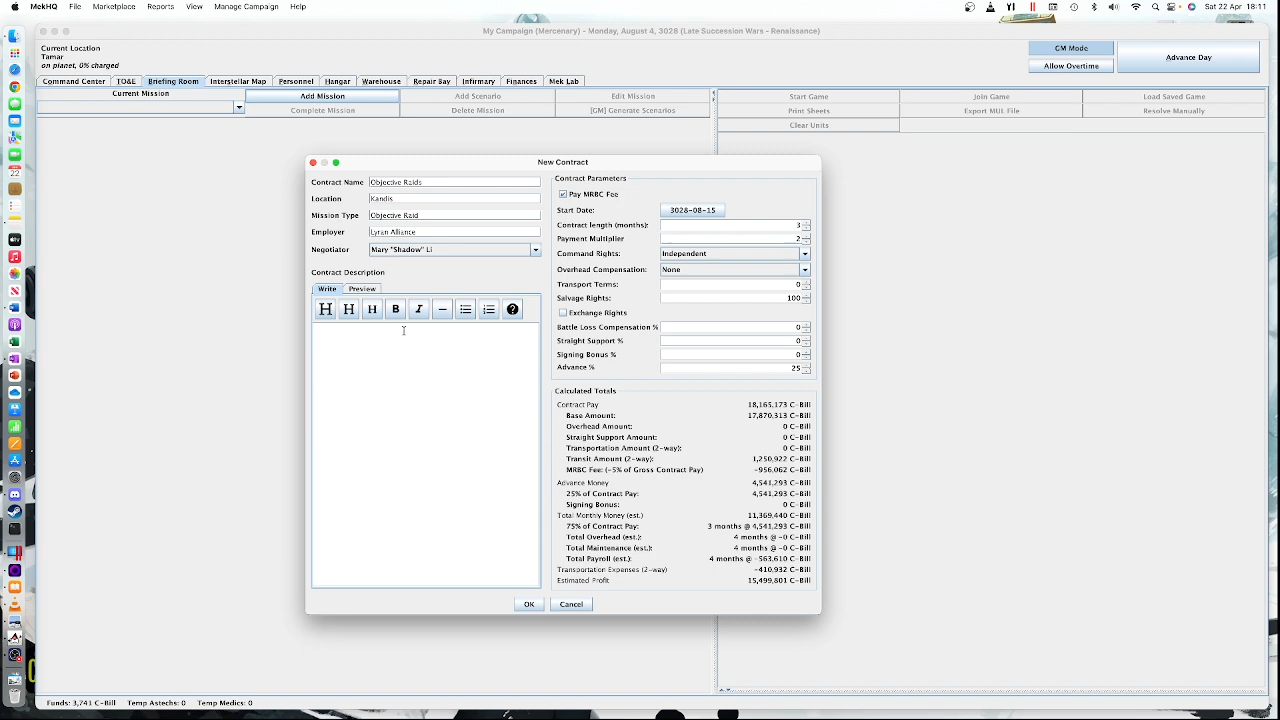 MekHQ File Marketplace Reports View Manage Campaign Help Sat 22 Apr 18:11
My Campaign (Mercenary) - Monday, August 4, 3028 (Late Succession Wars - Renaissance)
Current Location
Tamar
on planet, 0% charged
GM Mode
Allow Overtime
Advance Day
Command Center TO&E Briefing Room Interstellar Map Personnel Hangar Warehouse Repair Bay Infirmary Finances Mek Lab
Current Mission
Add Mission Add Scenario Edit Mission
Complete Mission Delete Mission [GM] Generate Scenarios
Start Game Join Game Load Saved Game
Print Sheets Export MUL File Resolve Manually
Clear Units
New Contract
Contract Name Objective Raids
Location Kandis
Mission Type Objective Raid
Employer Lyran Alliance
Negotiator Mary "Shadow" Li
Contract Description
Write Preview
H H H B I
Contract Parameters
Pay MRBC Fee
Start Date: 3028-08-15
Contract length (months): 3
Payment Multiplier 2
Command Rights: Independent
Overhead Compensation: None
Transport Terms: 0
Salvage Rights: 100
Exchange Rights
Battle Loss Compensation % 0
Straight Support % 0
Signing Bonus % 0
Advance % 25
Calculated Totals
Contract Pay 18,165,173 C-Bill
Base Amount: 17,870,313 C-Bill
Overhead Amount: 0 C-Bill
Straight Support Amount: 0 C-Bill
Transportation Amount (2-way): 0 C-Bill
Transit Amount (2-way): 1,250,922 C-Bill
MRBC Fee: (-5% of Gross Contract Pay) -956,062 C-Bill
Advance Money 4,541,293 C-Bill
25% of Contract Pay: 4,541,293 C-Bill
Signing Bonus: 0 C-Bill
Total Monthly Money (est.) 11,369,440 C-Bill
75% of Contract Pay: 3 months @ 4,541,293 C-Bill
Total Overhead (est.): 4 months @ -0 C-Bill
Total Maintenance (est.): 4 months @ -0 C-Bill
Total Payroll (est.): 4 months @ -563,610 C-Bill
Transportation Expenses (2-way) -410,932 C-Bill
Estimated Profit 15,499,801 C-Bill
OK Cancel
Funds: 3,741 C-Bill Temp Astechs: 0 Temp Medics: 0